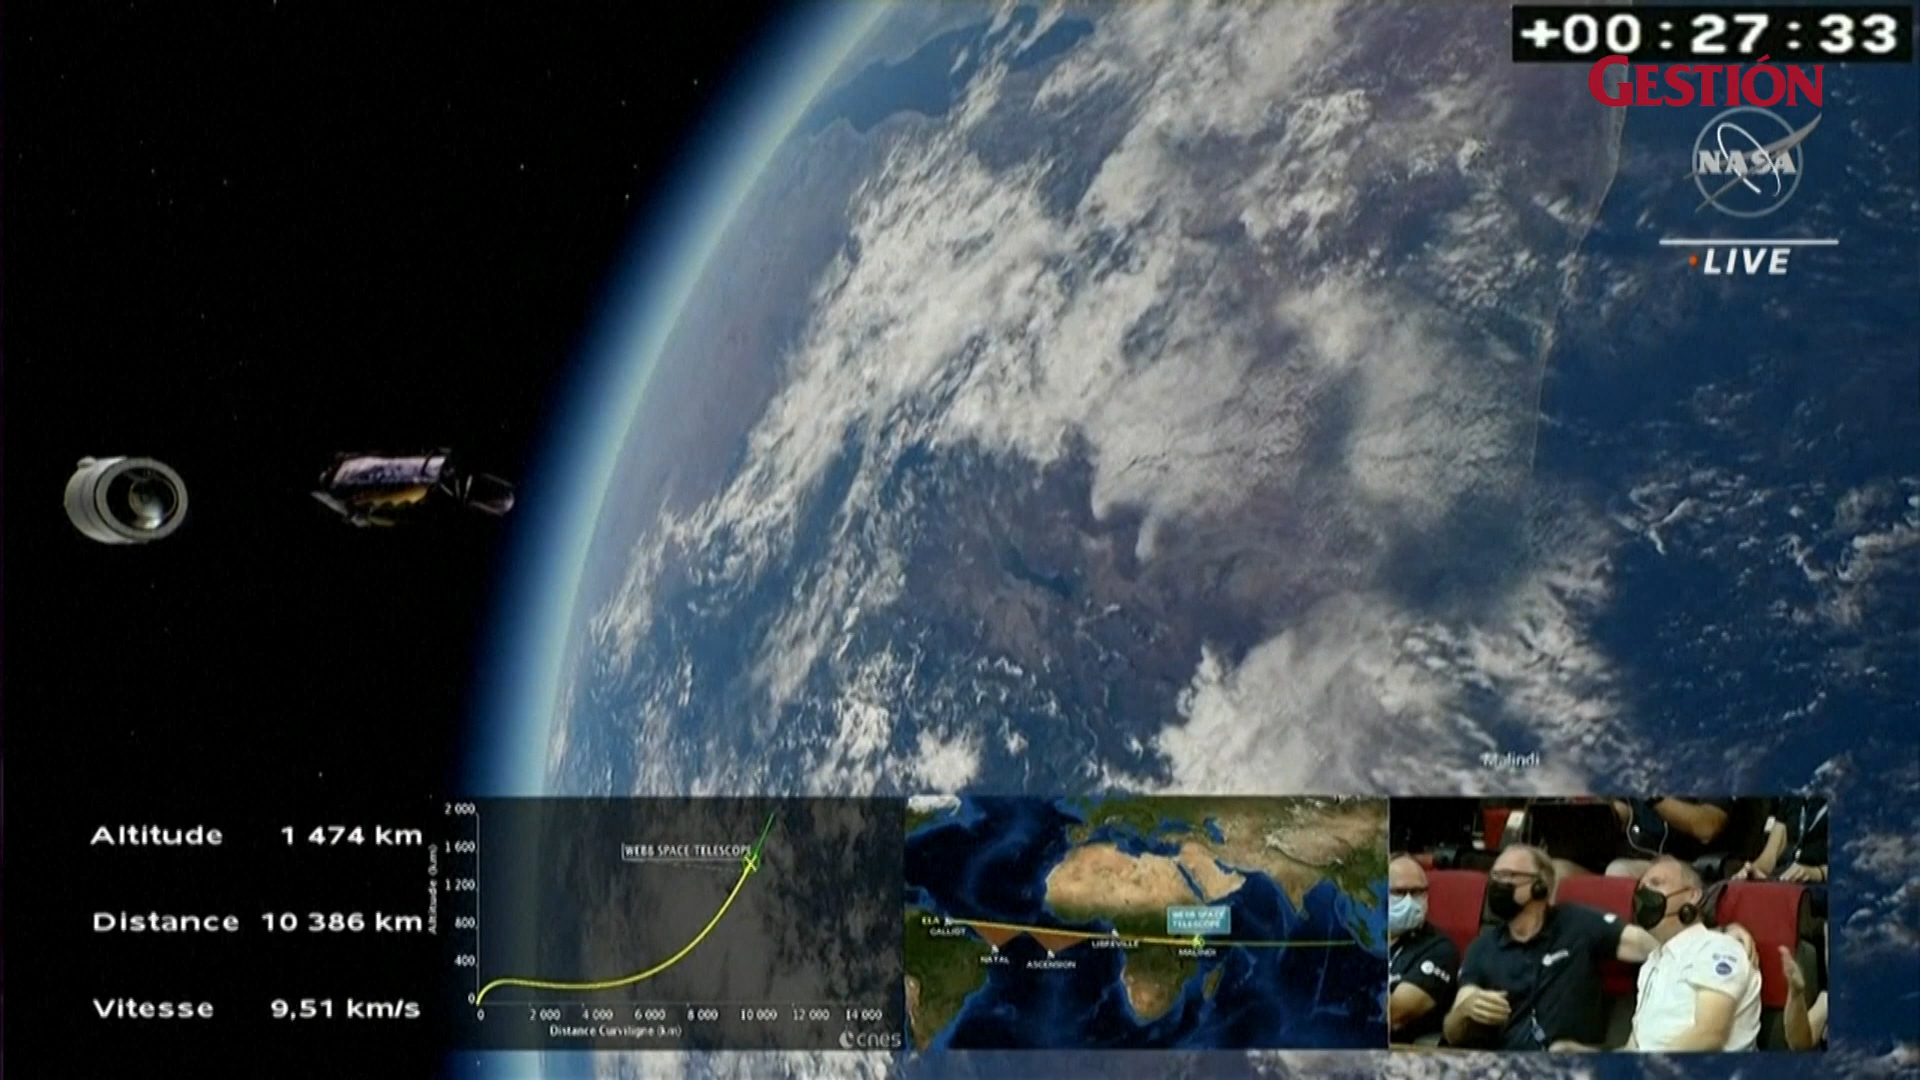 +00:27:33
GESTIÓN
NASA
LIVE
Malindi
Altitude 1 474 km
Distance 10 386 km
Vitesse 9,51 km/s
2 000
1 600
1 200
800
400
0
Altitude (km)
WEBB SPACE TELESCOPE
0 2 000 4 000 6 000 8 000 10 000 12 000 14 000
Distance Curviligne (km)
cnes
ELA
GALLIOT
NATAL
ASCENSION
LIBREVILLE
WEBB SPACE
TELESCOPE
MALINDI